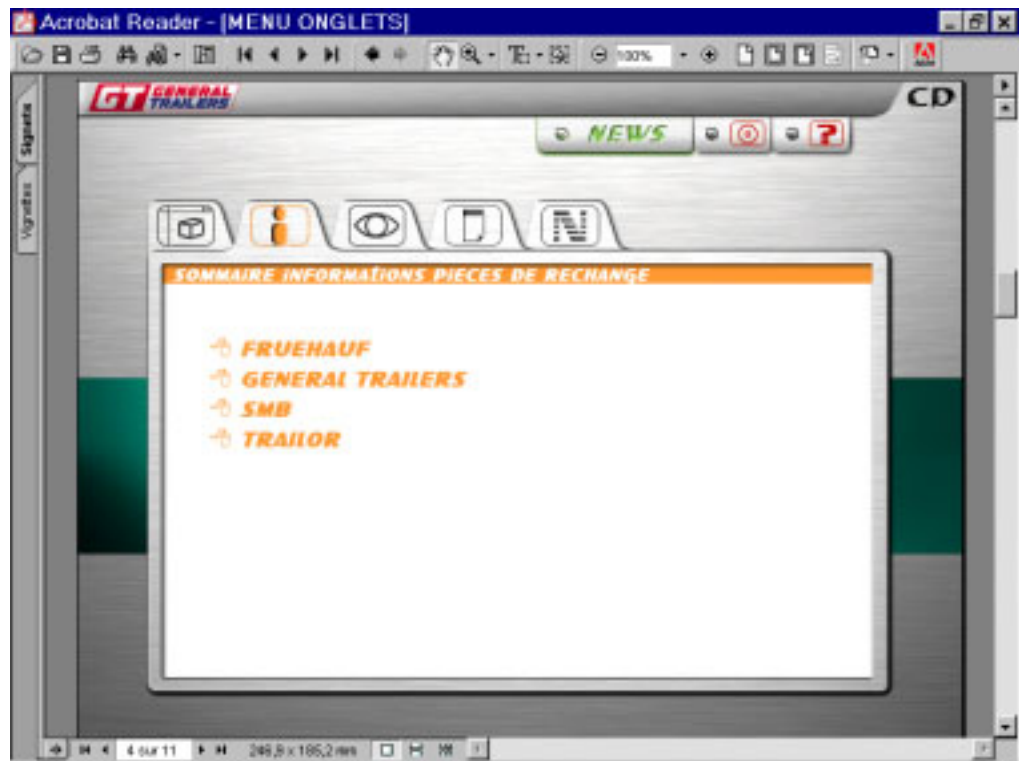 Acrobat Reader - [MENU ONGLETS]
100%
Signets
Vignettes
GT GENERAL TRAILERS
CD
NEWS
?
N
SOMMAIRE INFORMATIONS PIECES DE RECHANGE
FRUEHAUF
GENERAL TRAILERS
SMB
TRAILOR
4 sur 11
246,9 x 185,2 mm